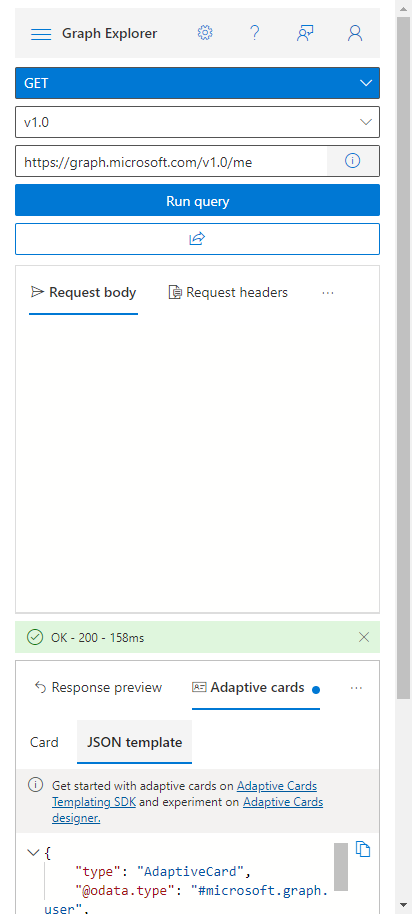 Graph Explorer
GET
v1.0
https://graph.microsoft.com/v1.0/me
Run query
Request body
Request headers
...
OK - 200 - 158ms
Response preview
Adaptive cards
...
Card
JSON template
Get started with adaptive cards on Adaptive Cards
Templating SDK and experiment on Adaptive Cards
designer.
{
"type": "AdaptiveCard",
"@odata.type": "#microsoft.graph.
user",